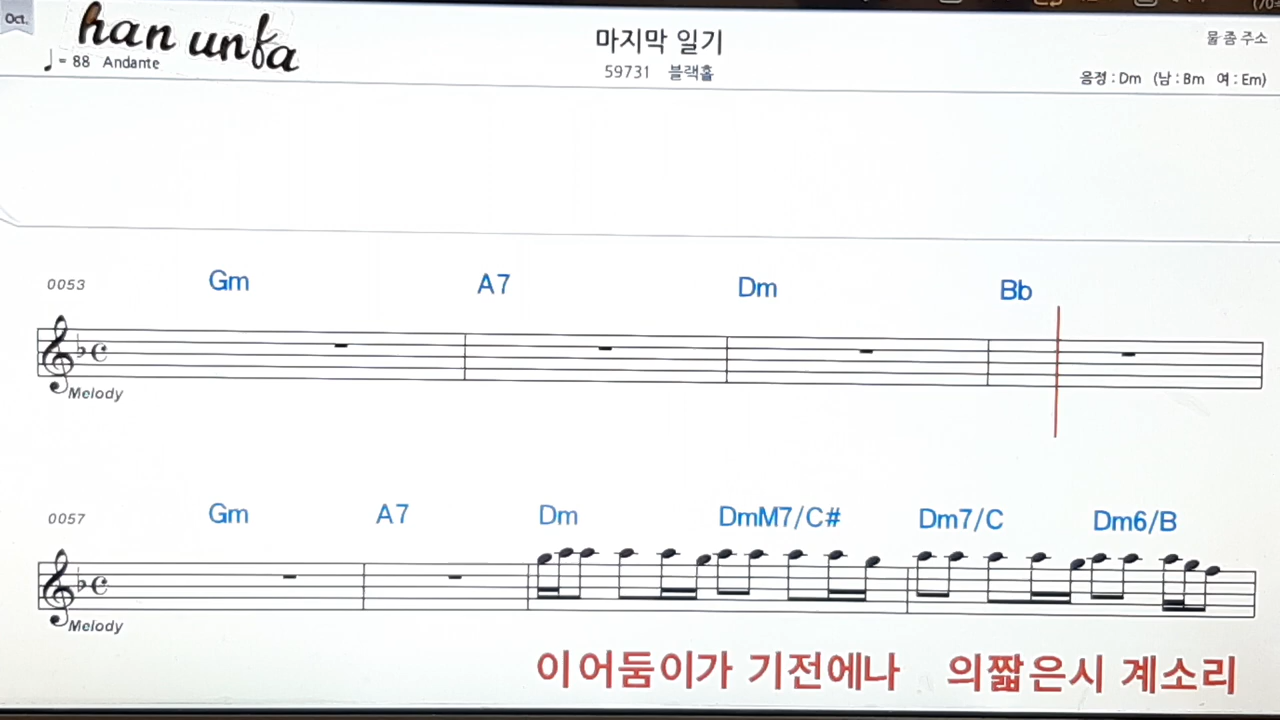 Oct.
han unfa
♩ = 88 Andante
마지막 일기
59731 블랙홀
물 좀 주소
음정 : Dm (남 : Bm 여 : Em)
0053 Gm A7 Dm Bb
Melody
0057 Gm A7 Dm DmM7/C# Dm7/C Dm6/B
Melody
이어둠이가 기전에나 의짧은시 계소리